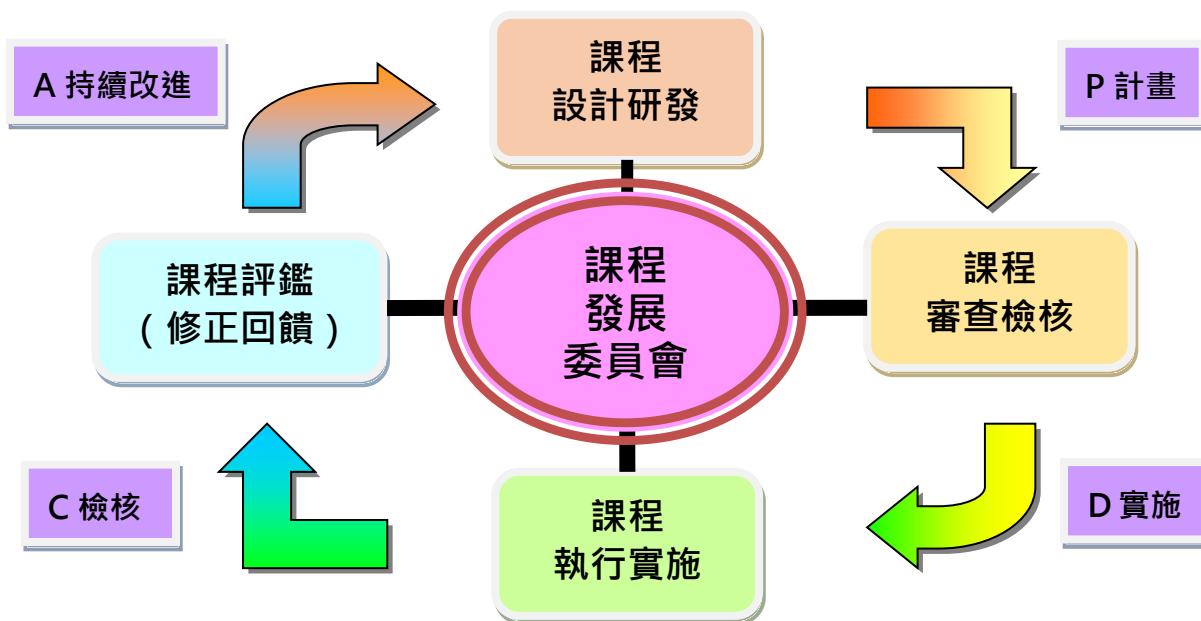 課程
設計研發
A 持續改進
P 計畫
課程評鑑
(修正回饋)
課程
發展
委員會
課程
審查檢核
C 檢核
課程
執行實施
D 實施